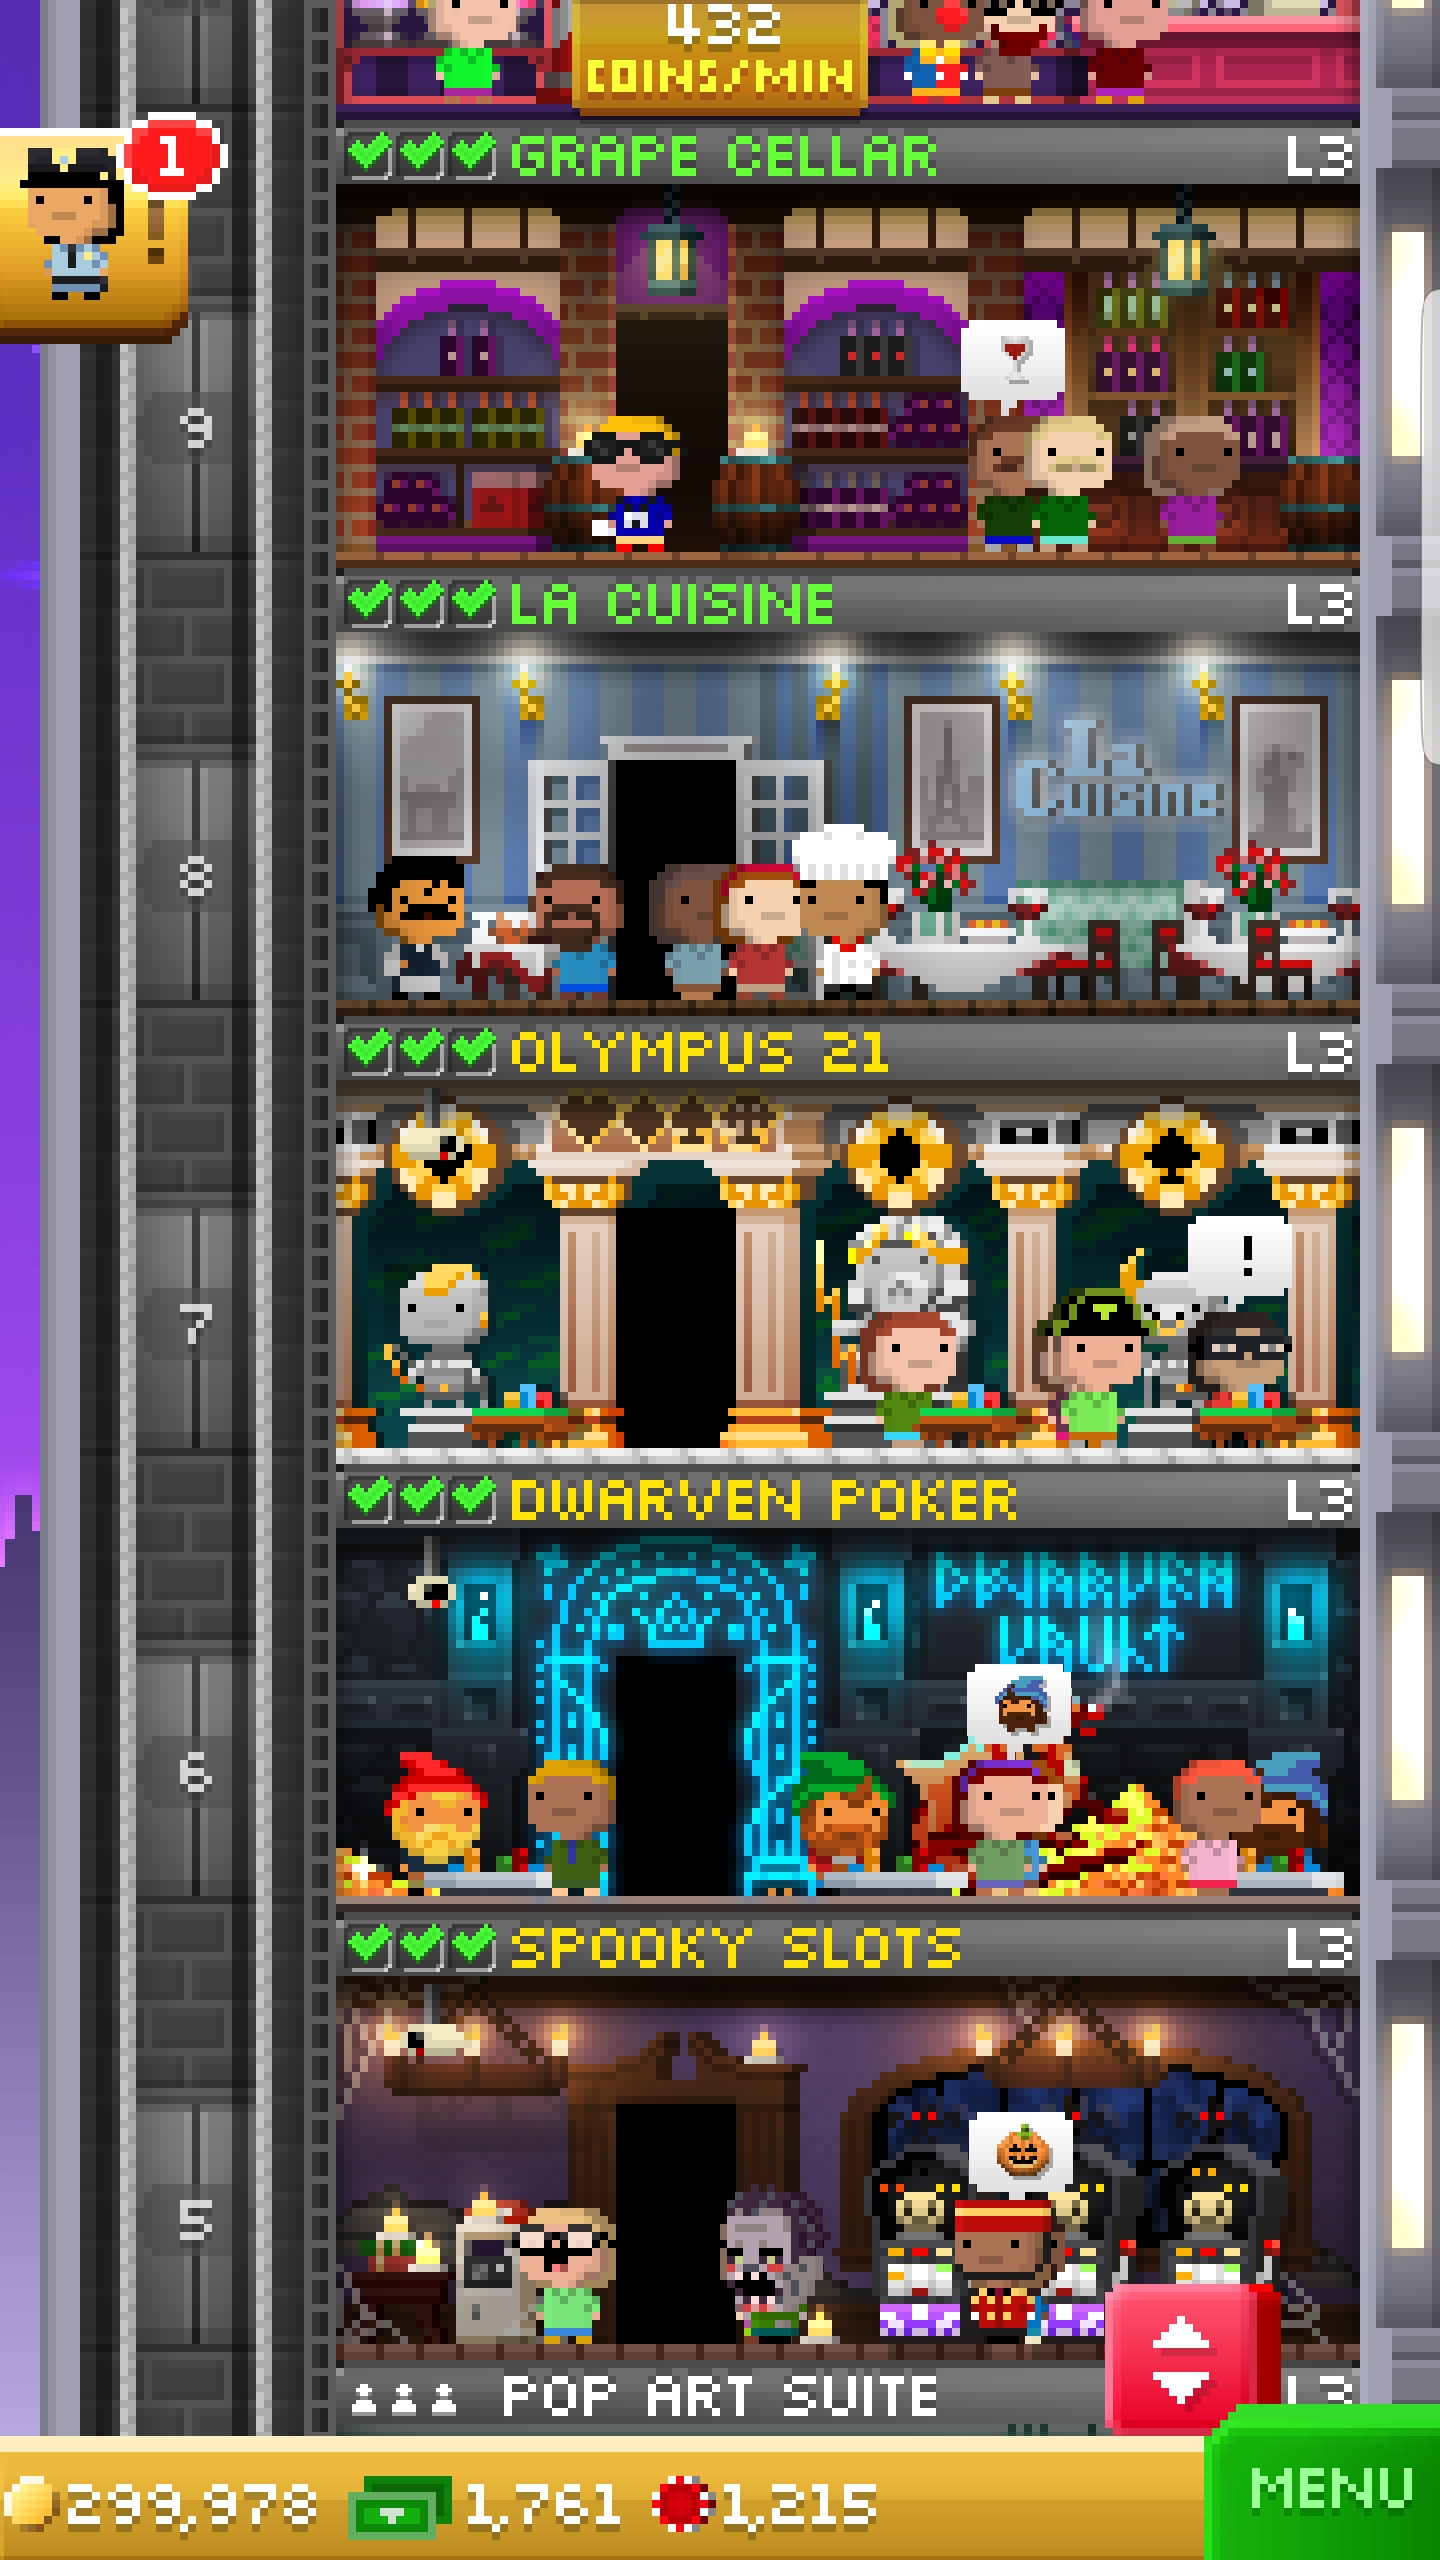 432
COINS/MIN
1
!
GRAPE CELLAR L3
9
LA CUISINE L3
La
Cuisine
8
OLYMPUS 21 L3
!
7
DWARVEN POKER L3
DWARVEN
VAULT
6
SPOOKY SLOTS L3
5
POP ART SUITE L3
299,978 1,761 1,215
MENU